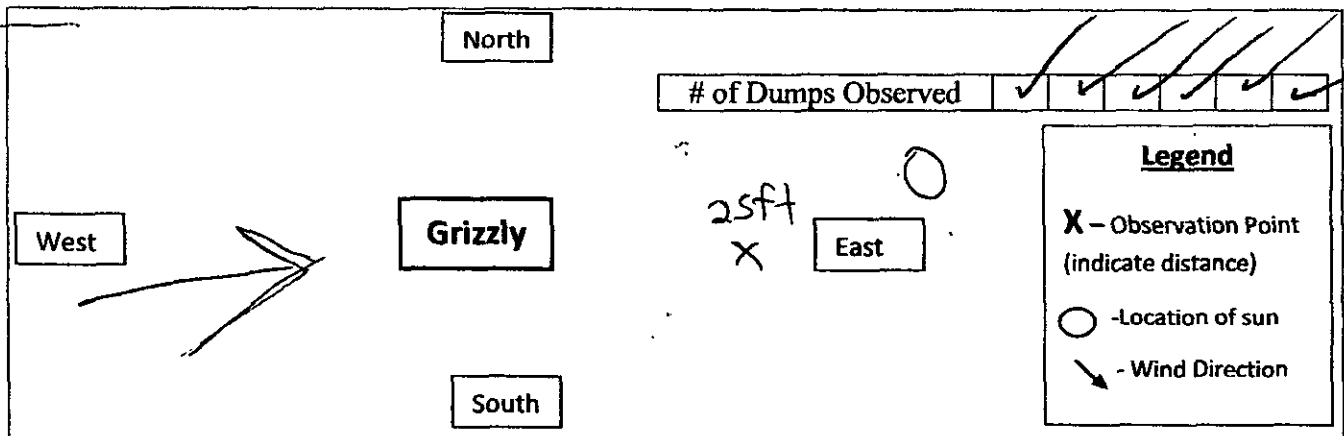 North
# of Dumps Observed ✓ ✓ ✓ ✓ ✓ ✓
Legend
25ft
West
Grizzly
X
East
X – Observation Point
(indicate distance)
-Location of sun
- Wind Direction
South